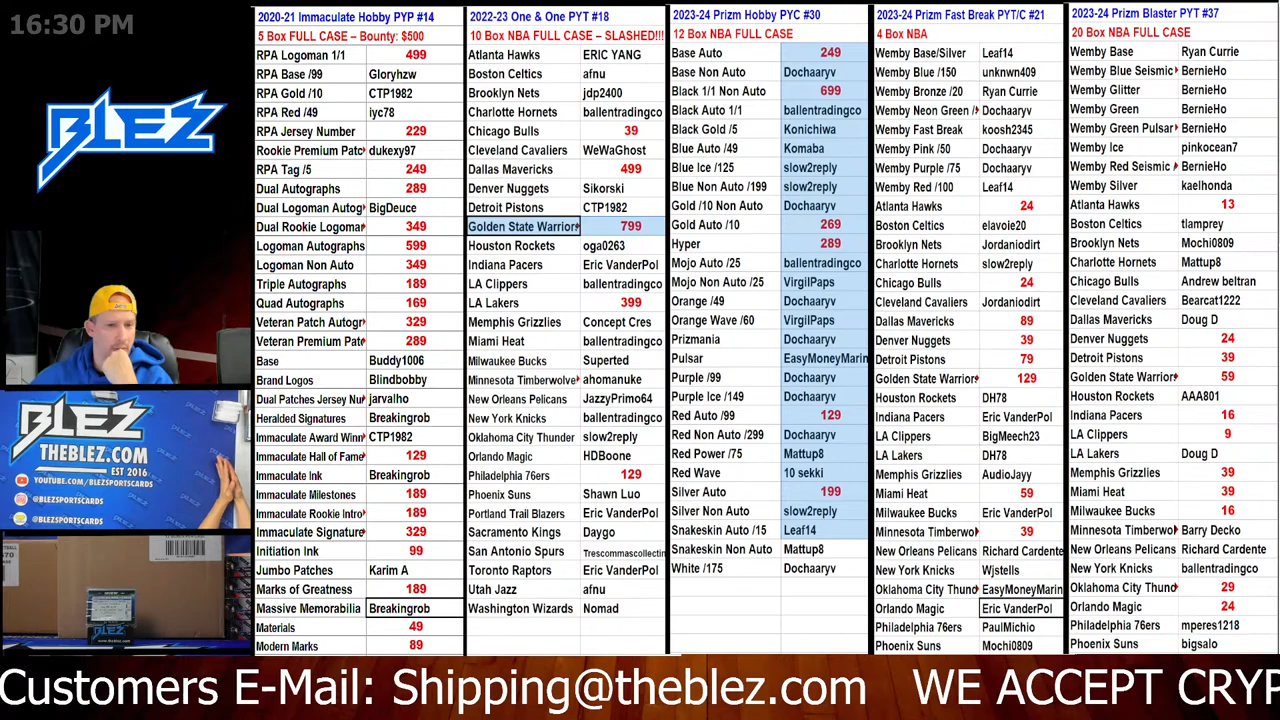 16:30 PM
BLEZ
BLEZ
THEBLEZ.COM
EST 2016
YOUTUBE.COM/BLEZSPORTSCARDS
@BLEZSPORTSCARDS
@BLEZSPORTSCARDS
BLEZ
2020-21 Immaculate Hobby PYP #14
5 Box FULL CASE – Bounty: $500
RPA Logoman 1/1 499
RPA Base /99 Gloryhzw
RPA Gold /10 CTP1982
RPA Red /49 iyc78
RPA Jersey Number 229
Rookie Premium Patc dukexy97
RPA Tag /5 249
Dual Autographs 289
Dual Logoman Autog BigDeuce
Dual Rookie Logoma 349
Logoman Autographs 599
Logoman Non Auto 349
Triple Autographs 189
Quad Autographs 169
Veteran Patch Autogr 329
Veteran Premium Pat 289
Base Buddy1006
Brand Logos Blindbobby
Dual Patches Jersey Nu jarvalho
Heralded Signatures Breakingrob
Immaculate Award Winn CTP1982
Immaculate Hall of Fame 129
Immaculate Ink Breakingrob
Immaculate Milestones 189
Immaculate Rookie Intro 189
Immaculate Signature 329
Initiation Ink 99
Jumbo Patches Karim A
Marks of Greatness 189
Massive Memorabilia Breakingrob
Materials 49
Modern Marks 89
2022-23 One & One PYT #18
10 Box NBA FULL CASE – SLASHED!!!
Atlanta Hawks ERIC YANG
Boston Celtics afnu
Brooklyn Nets jdp2400
Charlotte Hornets ballentradingco
Chicago Bulls 39
Cleveland Cavaliers WeWaGhost
Dallas Mavericks 499
Denver Nuggets Sikorski
Detroit Pistons CTP1982
Golden State Warrior 799
Houston Rockets oga0263
Indiana Pacers Eric VanderPol
LA Clippers ballentradingco
LA Lakers 399
Memphis Grizzlies Concept Cres
Miami Heat ballentradingco
Milwaukee Bucks Superted
Minnesota Timberwolve ahomanuke
New Orleans Pelicans JazzyPrimo64
New York Knicks ballentradingco
Oklahoma City Thunder slow2reply
Orlando Magic HDBoone
Philadelphia 76ers 129
Phoenix Suns Shawn Luo
Portland Trail Blazers Eric VanderPol
Sacramento Kings Daygo
San Antonio Spurs Trescommascollectin
Toronto Raptors Eric VanderPol
Utah Jazz afnu
Washington Wizards Nomad
2023-24 Prizm Hobby PYC #30
12 Box NBA FULL CASE
Base Auto 249
Base Non Auto Dochaaryv
Black 1/1 Non Auto 699
Black Auto 1/1 ballentradingco
Black Gold /5 Konichiwa
Blue Auto /49 Komaba
Blue Ice /125 slow2reply
Blue Non Auto /199 slow2reply
Gold /10 Non Auto Dochaaryv
Gold Auto /10 269
Hyper 289
Mojo Auto /25 ballentradingco
Mojo Non Auto /25 VirgilPaps
Orange /49 Dochaaryv
Orange Wave /60 VirgilPaps
Prizmania Dochaaryv
Pulsar EasyMoneyMarin
Purple /99 Dochaaryv
Purple Ice /149 Dochaaryv
Red Auto /99 129
Red Non Auto /299 Dochaaryv
Red Power /75 Mattup8
Red Wave 10 sekki
Silver Auto 199
Silver Non Auto slow2reply
Snakeskin Auto /15 Leaf14
Snakeskin Non Auto Mattup8
White /175 Dochaaryv
2023-24 Prizm Fast Break PYT/C #21
4 Box NBA
Wemby Base/Silver Leaf14
Wemby Blue /150 unknwn409
Wemby Bronze /20 Ryan Currie
Wemby Neon Green / Dochaaryv
Wemby Fast Break koosh2345
Wemby Pink /50 Dochaaryv
Wemby Purple /75 Dochaaryv
Wemby Red /100 Leaf14
Atlanta Hawks 24
Boston Celtics elavoie20
Brooklyn Nets Jordaniodirt
Charlotte Hornets slow2reply
Chicago Bulls 24
Cleveland Cavaliers Jordaniodirt
Dallas Mavericks 89
Denver Nuggets 39
Detroit Pistons 79
Golden State Warrior 129
Houston Rockets DH78
Indiana Pacers Eric VanderPol
LA Clippers BigMeech23
LA Lakers DH78
Memphis Grizzlies AudioJayy
Miami Heat 59
Milwaukee Bucks Eric VanderPol
Minnesota Timberwo 39
New Orleans Pelicans Richard Cardente
New York Knicks Wjstells
Oklahoma City Thund EasyMoneyMarin
Orlando Magic Eric VanderPol
Philadelphia 76ers PaulMichio
Phoenix Suns Mochi0809
2023-24 Prizm Blaster PYT #37
20 Box NBA FULL CASE
Wemby Base Ryan Currie
Wemby Blue Seismic BernieHo
Wemby Glitter BernieHo
Wemby Green BernieHo
Wemby Green Pulsar BernieHo
Wemby Ice pinkocean7
Wemby Red Seismic BernieHo
Wemby Silver kaelhonda
Atlanta Hawks 13
Boston Celtics tlamprey
Brooklyn Nets Mochi0809
Charlotte Hornets Mattup8
Chicago Bulls Andrew beltran
Cleveland Cavaliers Bearcat1222
Dallas Mavericks Doug D
Denver Nuggets 24
Detroit Pistons 39
Golden State Warrior 59
Houston Rockets AAA801
Indiana Pacers 16
LA Clippers 9
LA Lakers Doug D
Memphis Grizzlies 39
Miami Heat 39
Milwaukee Bucks 16
Minnesota Timberwo Barry Decko
New Orleans Pelicans Richard Cardente
New York Knicks ballentradingco
Oklahoma City Thund 29
Orlando Magic 24
Philadelphia 76ers mperes1218
Phoenix Suns bigsalo
Customers E-Mail: Shipping@theblez.com WE ACCEPT CRYP